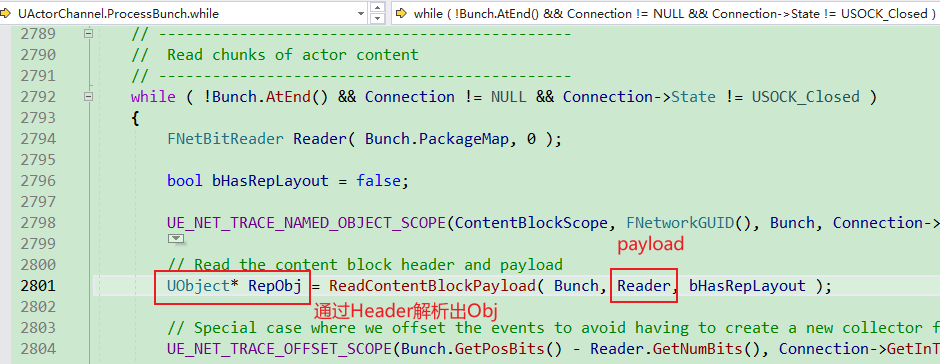 UActorChannel.ProcessBunch.while
while ( !Bunch.AtEnd() && Connection != NULL && Connection->State != USOCK_Closed )
2789 // ----------------------------------------------
2790 // Read chunks of actor content
2791 // ----------------------------------------------
2792 while ( !Bunch.AtEnd() && Connection != NULL && Connection->State != USOCK_Closed )
2793 {
2794 FNetBitReader Reader( Bunch.PackageMap, 0 );
2795
2796 bool bHasRepLayout = false;
2797
2798 UE_NET_TRACE_NAMED_OBJECT_SCOPE(ContentBlockScope, FNetworkGUID(), Bunch, Connection->
2799
payload
2800 // Read the content block header and payload
2801 UObject* RepObj = ReadContentBlockPayload( Bunch, Reader, bHasRepLayout );
2802
通过Header解析出Obj
2803 // Special case where we offset the events to avoid having to create a new collector f
2804 UE_NET_TRACE_OFFSET_SCOPE(Bunch.GetPosBits() - Reader.GetNumBits(), Connection->GetInT